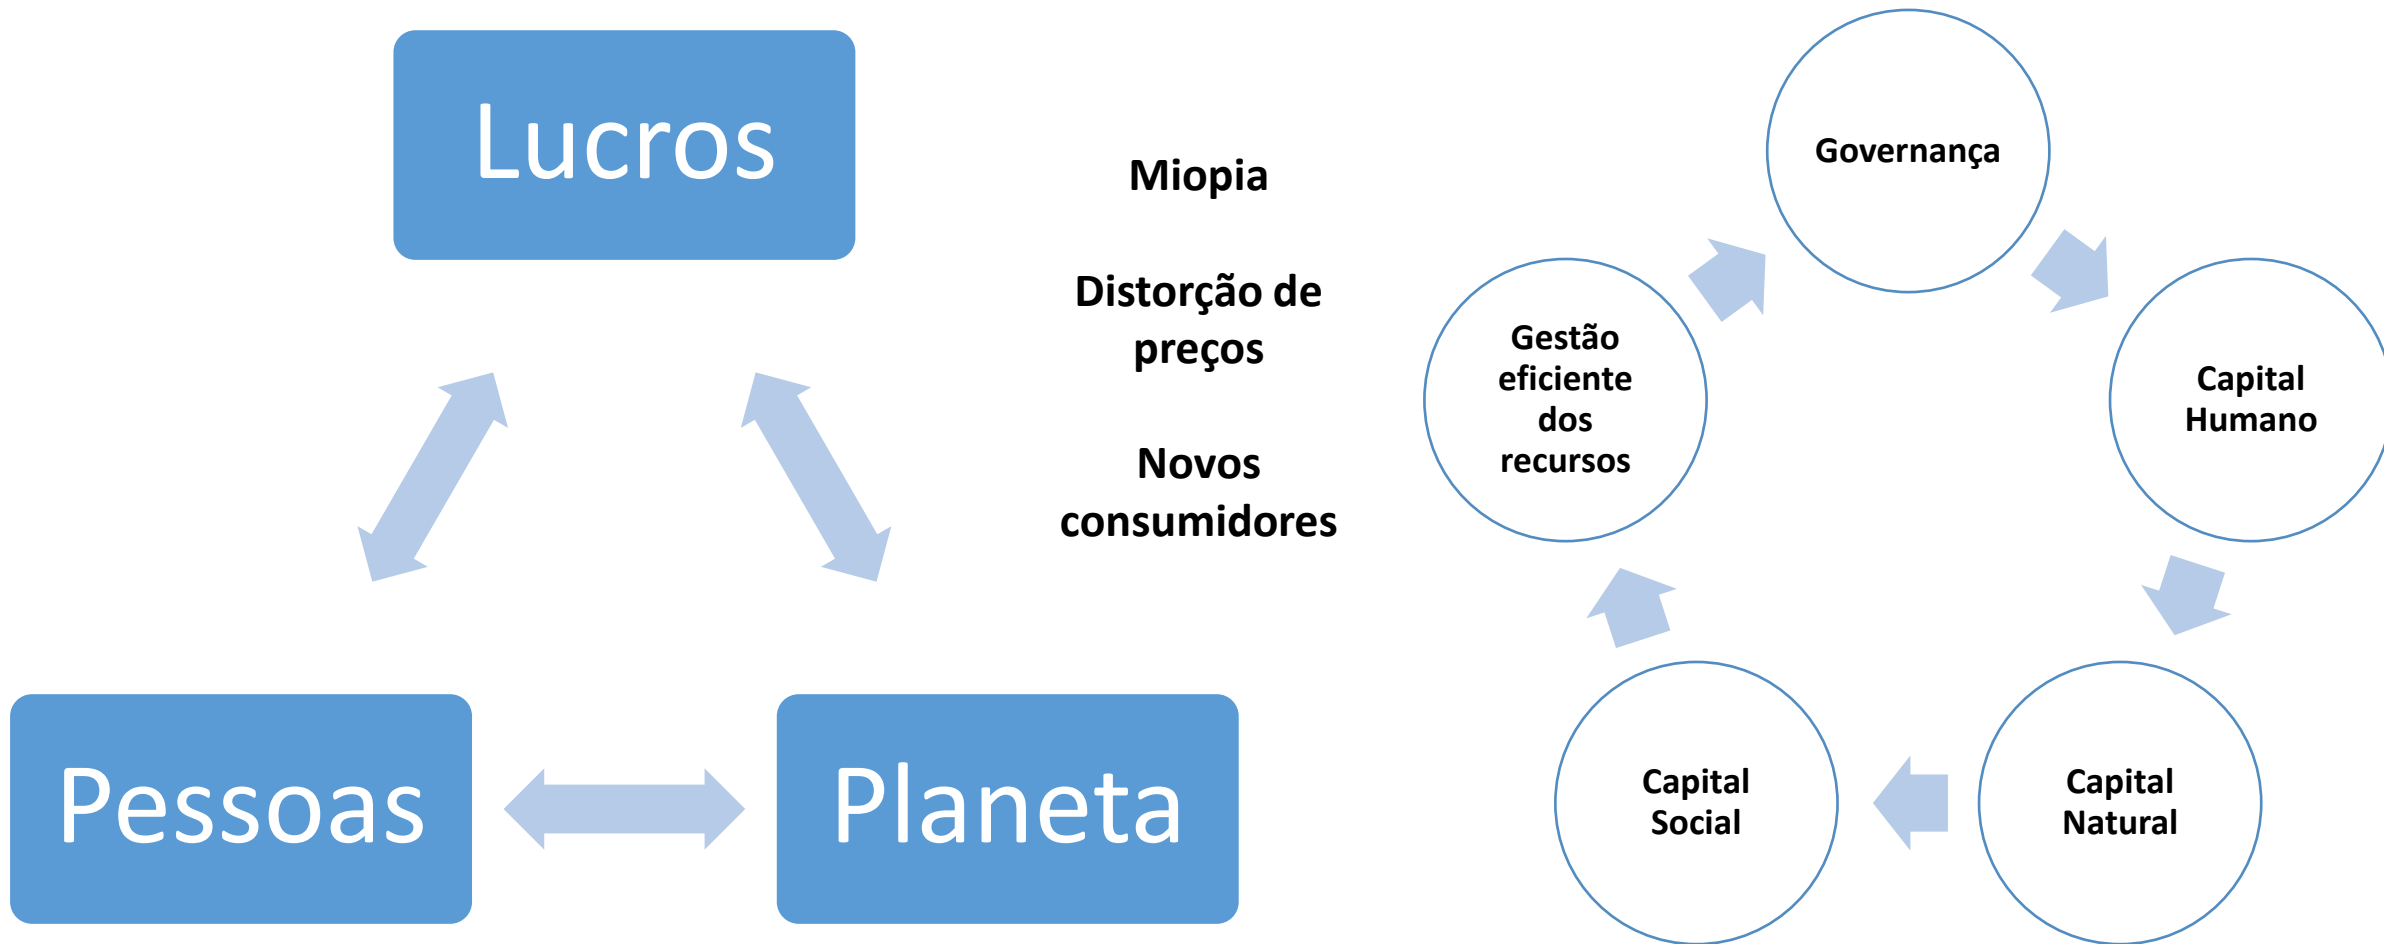 Lucros
Pessoas
Planeta
Miopia
Distorção de
preços
Novos
consumidores
Governança
Capital
Humano
Capital
Natural
Capital
Social
Gestão
eficiente
dos
recursos